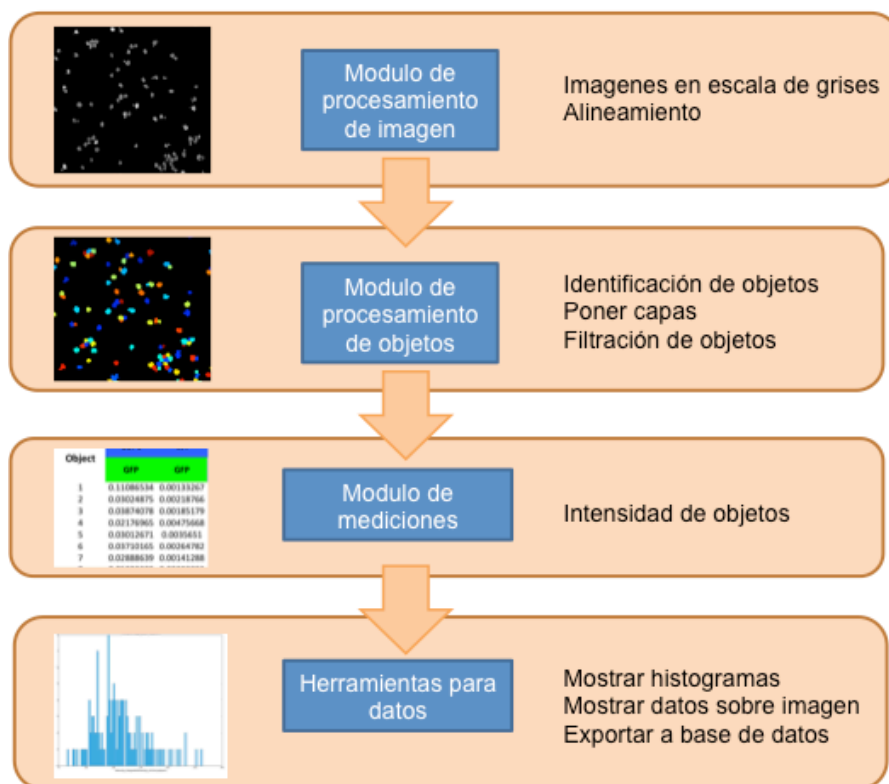 Modulo de
procesamiento
de imagen
Imagenes en escala de grises
Alineamiento
Modulo de
procesamiento
de objetos
Identificación de objetos
Poner capas
Filtración de objetos
Object
GFP GFP
1 0.11086534 0.00133267
2 0.03024875 0.00218766
3 0.03874078 0.00185179
4 0.02176965 0.00475668
5 0.03012671 0.0035651
6 0.03710165 0.00264782
7 0.02888639 0.00141288
Modulo de
mediciones
Intensidad de objetos
Herramientas para
datos
Mostrar histogramas
Mostrar datos sobre imagen
Exportar a base de datos